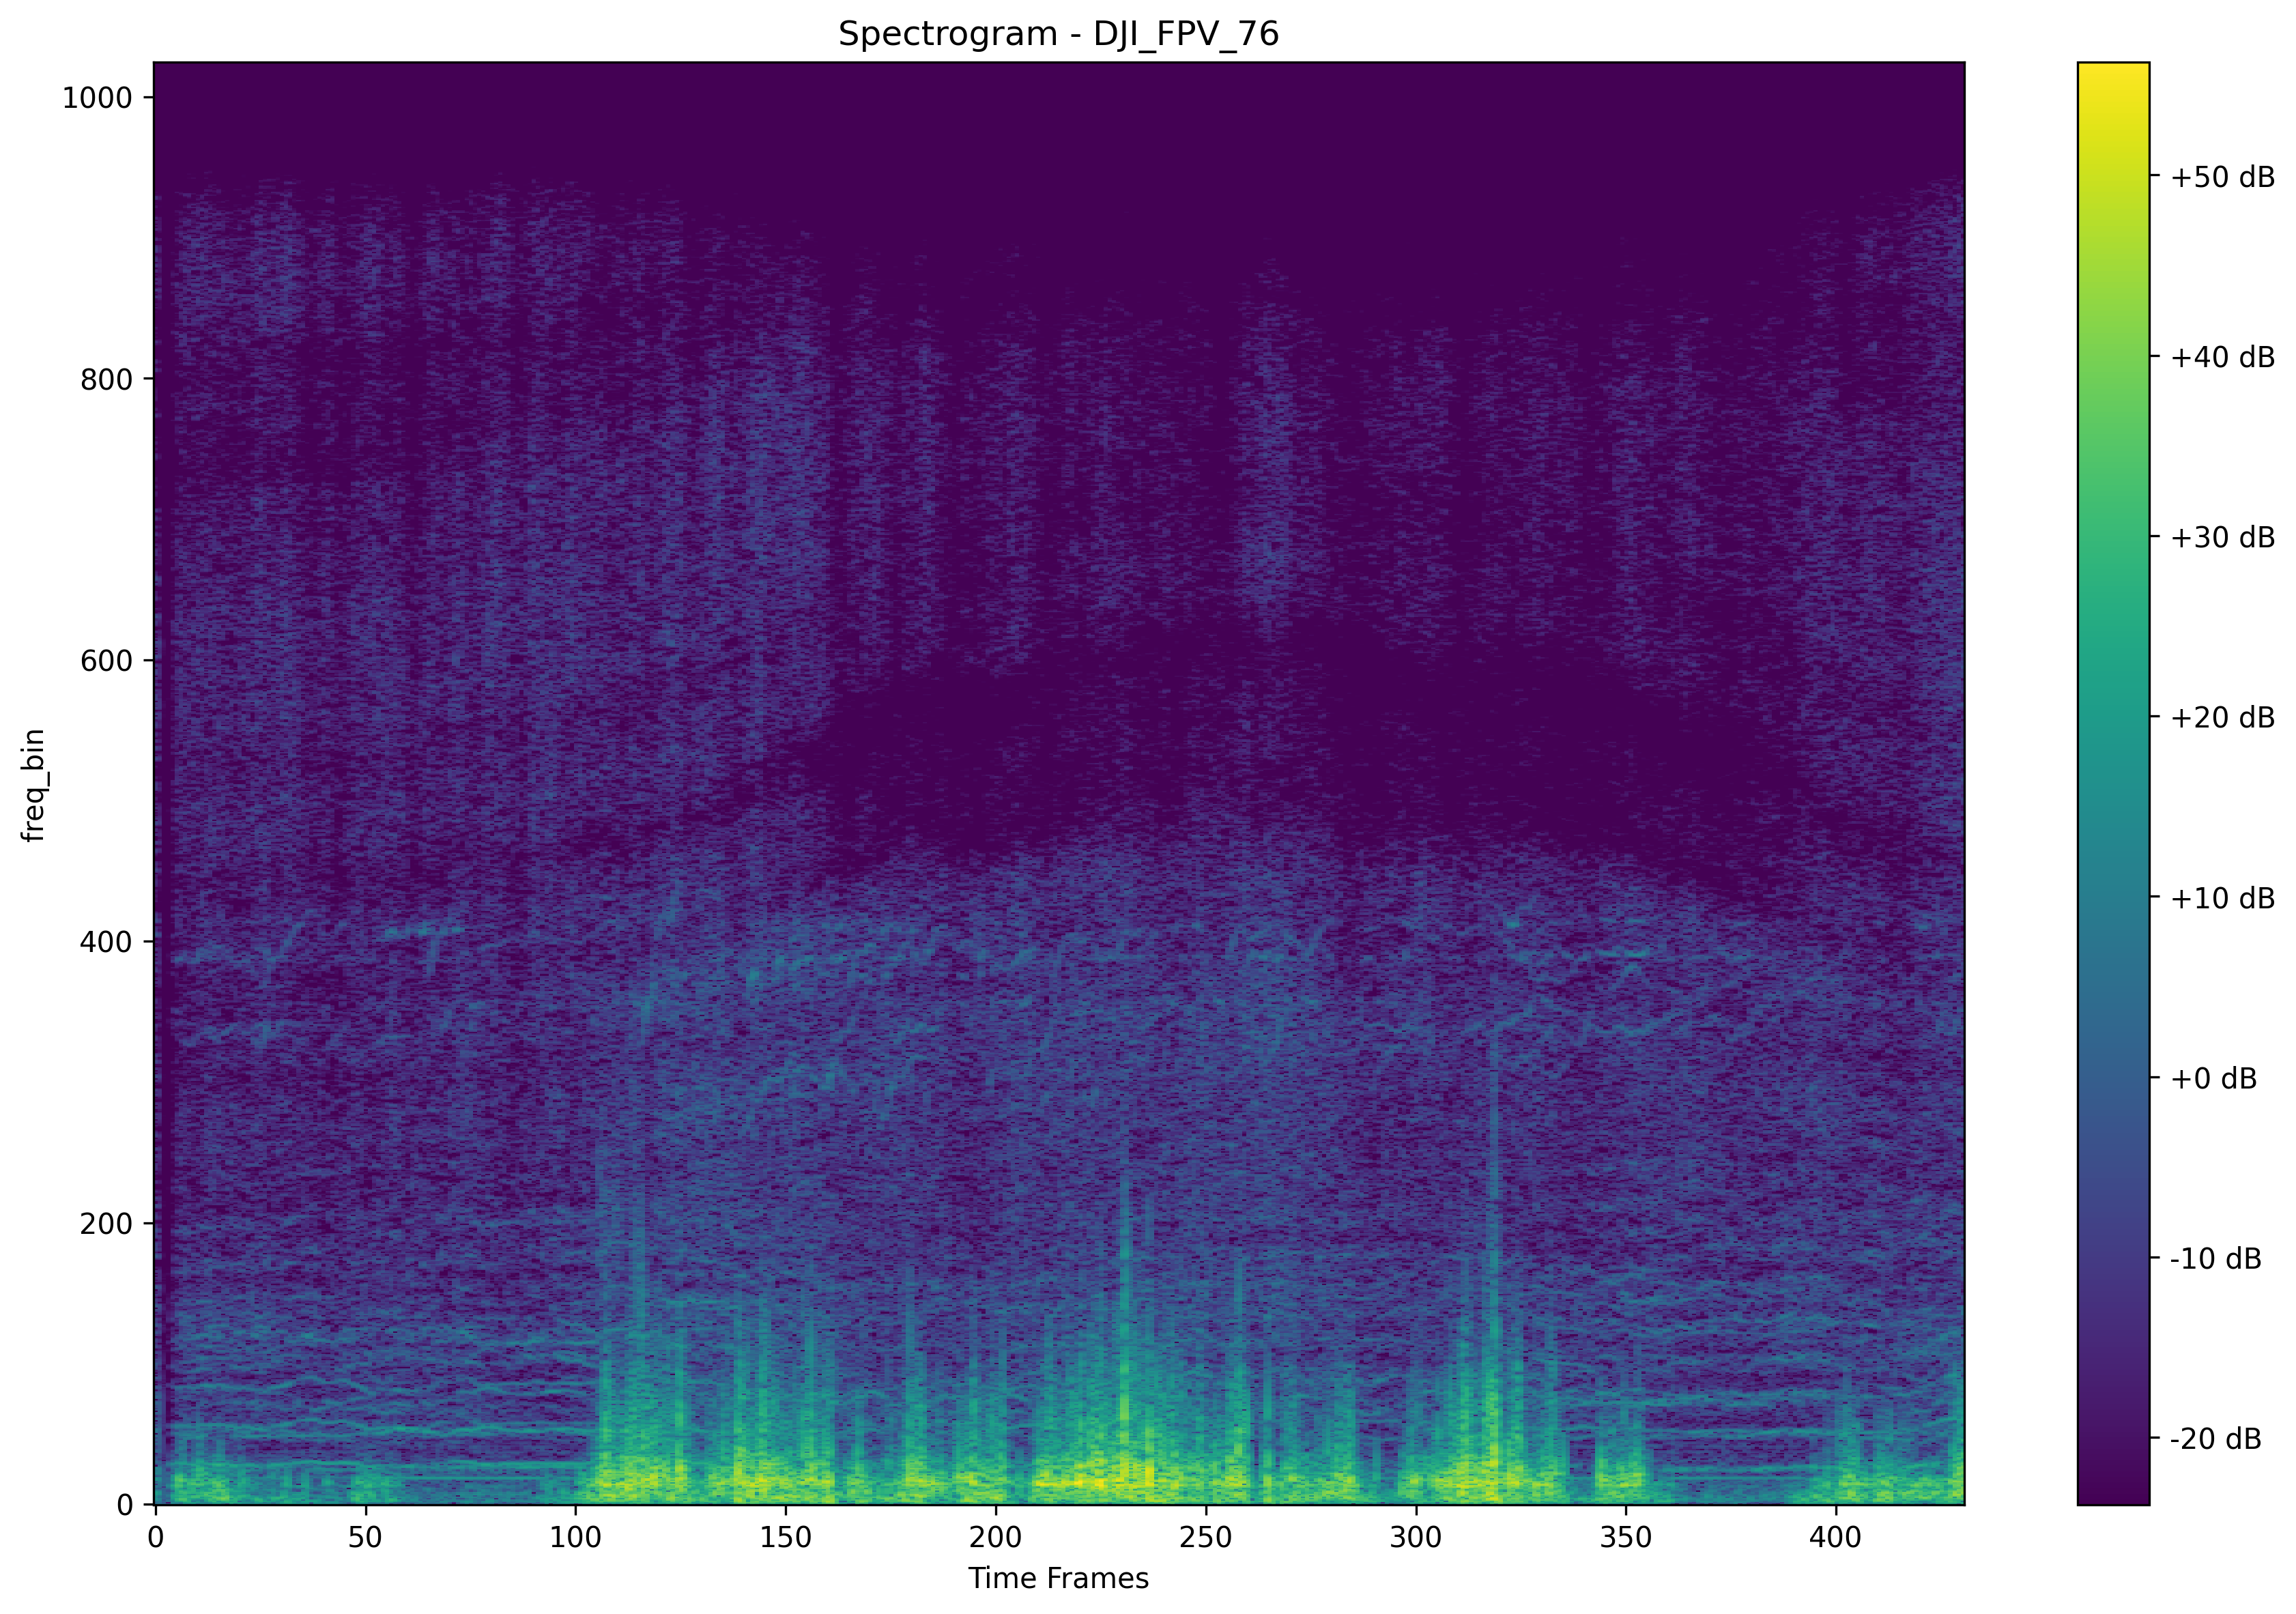 Spectrogram - DJI_FPV_76
1000
800
600
400
200
0
freq_bin
0 50 100 150 200 250 300 350 400
Time Frames
+50 dB
+40 dB
+30 dB
+20 dB
+10 dB
+0 dB
-10 dB
-20 dB